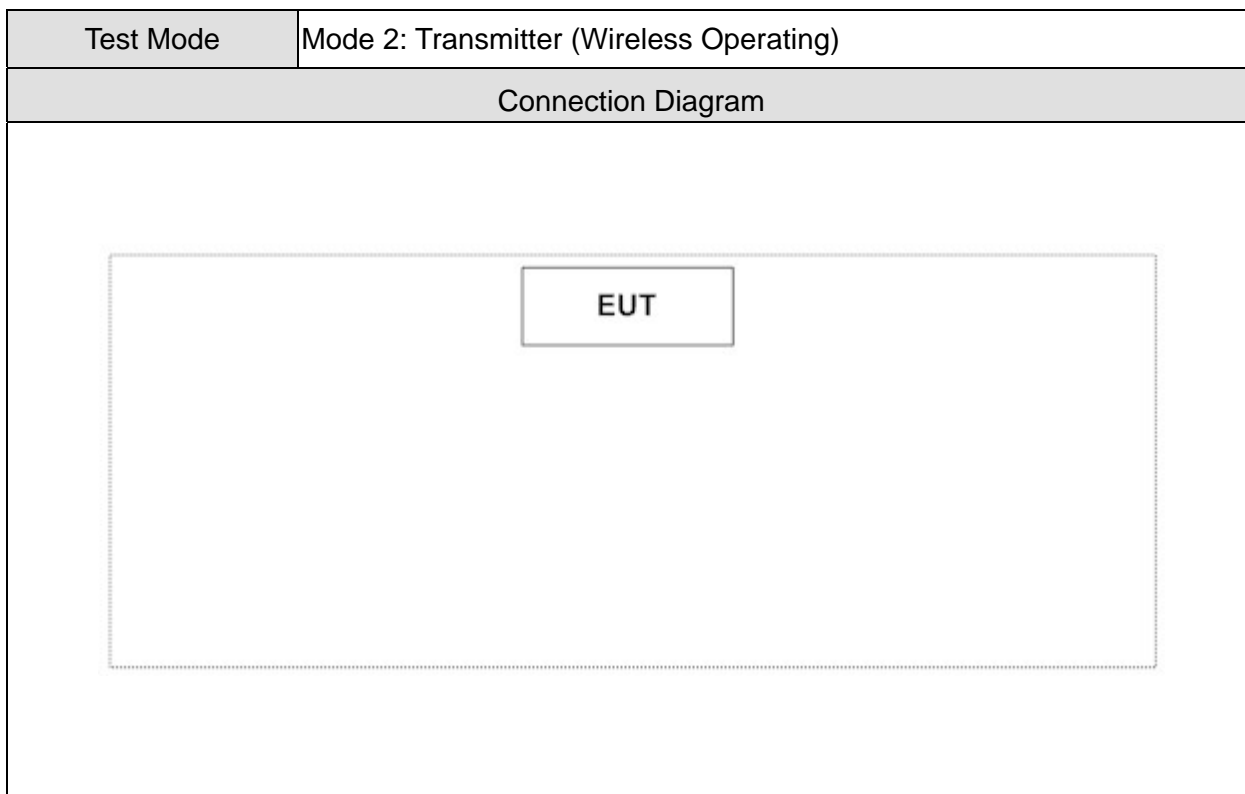 Test Mode Mode 2: Transmitter (Wireless Operating)
Connection Diagram
EUT